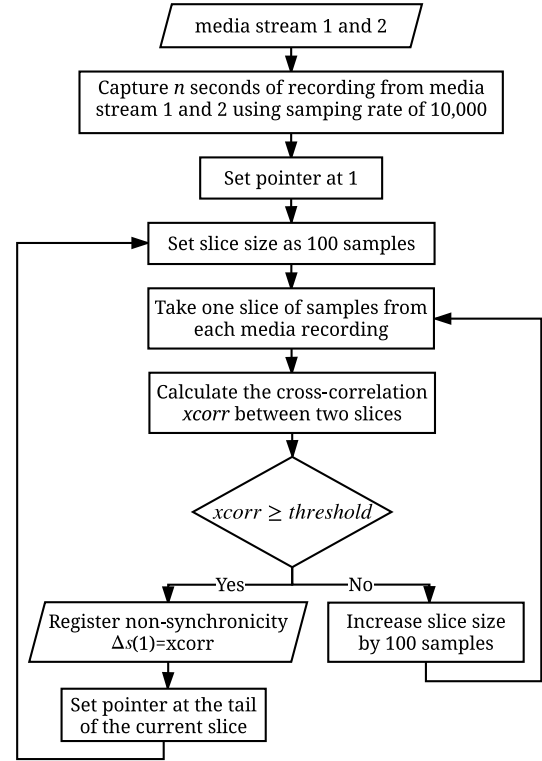 media stream 1 and 2
Capture n seconds of recording from media
stream 1 and 2 using samping rate of 10,000
Set pointer at 1
Set slice size as 100 samples
Take one slice of samples from
each media recording
Calculate the cross-correlation
xcorr between two slices
xcorr ≥ threshold
Yes
No
Register non-synchronicity
Δs(1)=xcorr
Increase slice size
by 100 samples
Set pointer at the tail
of the current slice